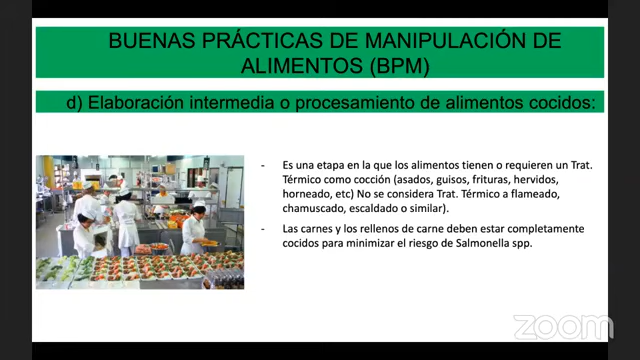 BUENAS PRÁCTICAS DE MANIPULACIÓN DE
ALIMENTOS (BPM)
d) Elaboración intermedia o procesamiento de alimentos cocidos:
- Es una etapa en la que los alimentos tienen o requieren un Trat.
Térmico como cocción (asados, guisos, frituras, hervidos,
horneado, etc) No se considera Trat. Térmico a flameado,
chamuscado, escaldado o similar).
- Las carnes y los rellenos de carne deben estar completamente
cocidos para minimizar el riesgo de Salmonella spp.
zoom